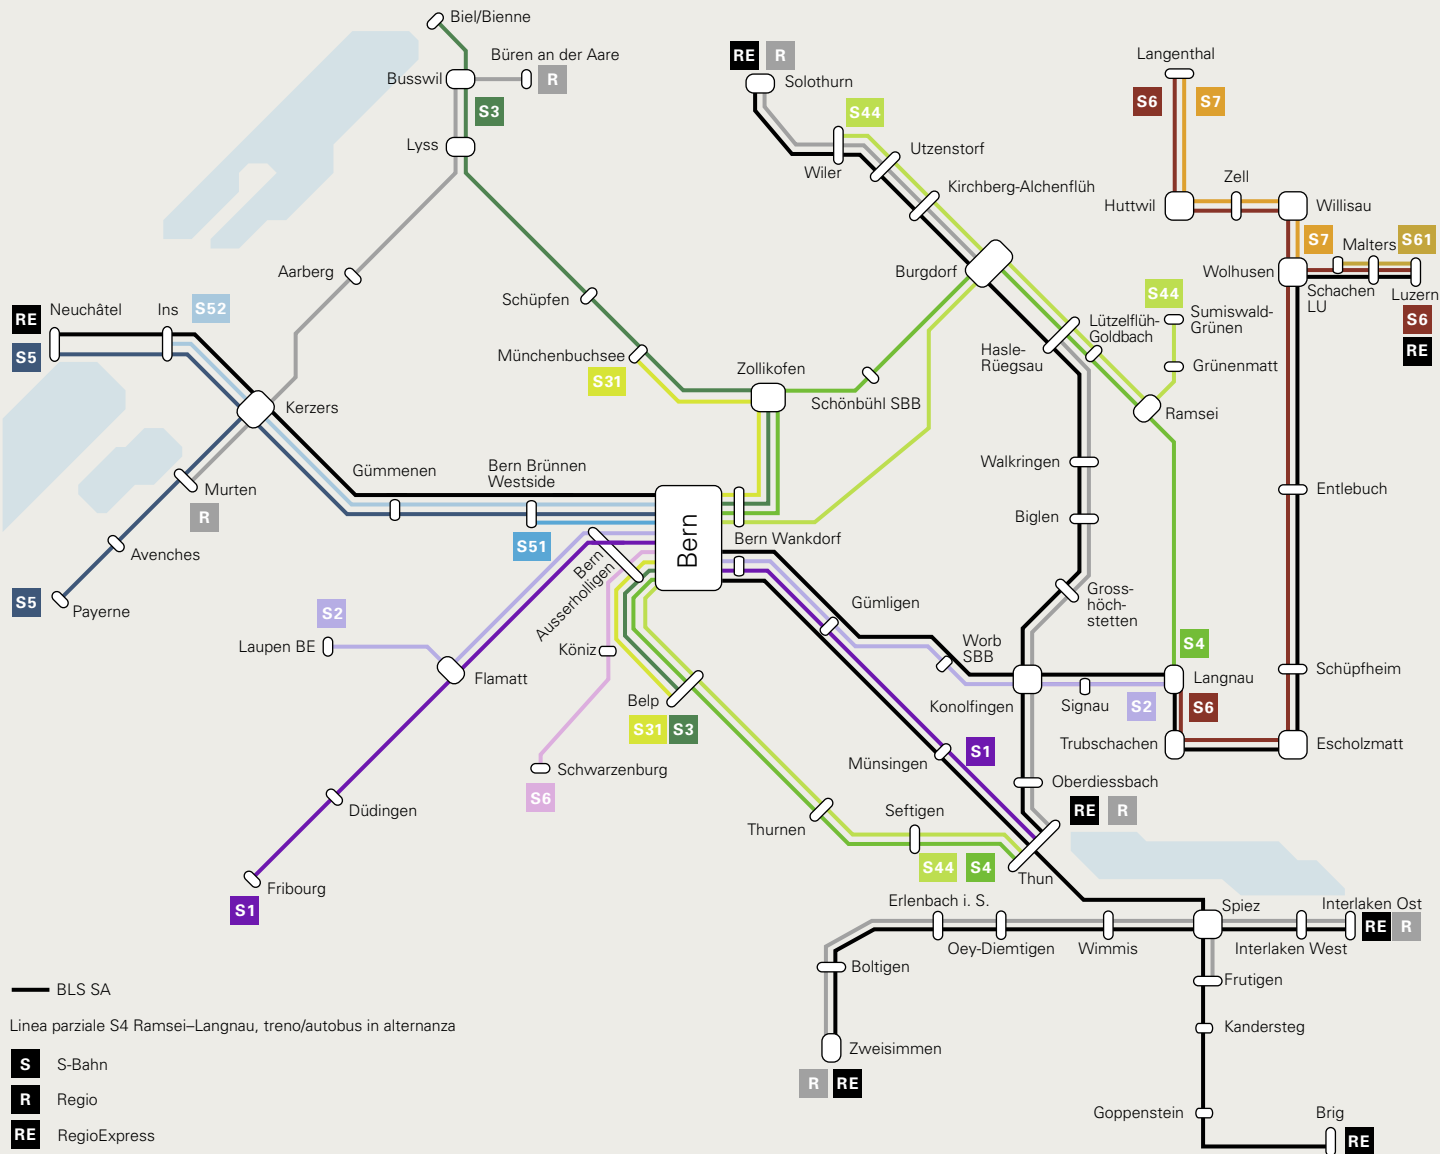 Biel/Bienne
Büren an der Aare
Busswil
R
S3
Lyss
RE
R
Solothurn
S44
Wiler
Utzenstorf
Kirchberg-Alchenflüh
Langenthal
S6
S7
Zell
Huttwil
Willisau
S7
Malters
S61
Wolhusen
Schachen
LU
Luzern
S6
RE
Aarberg
Schüpfen
Burgdorf
S44
Sumiswald-
Grünen
Lützelflüh-
Goldbach
Hasle-
Rüegsau
Grünenmatt
Ramsei
RE
Neuchâtel
Ins
S52
S5
Münchenbuchsee
S31
Zollikofen
Schönbühl SBB
Kerzers
Gümmenen
Bern Brünnen
Westside
Murten
R
Walkringen
Entlebuch
Biglen
Bern
Bern Wankdorf
S51
Avenches
Bern
Ausserholligen
S5
Payerne
S2
Laupen BE
Flamatt
Köniz
Gümligen
Gross-
höch-
stetten
Worb
SBB
S4
Belp
S31
S3
Konolfingen
Signau
S2
Langnau
S6
Schüpfheim
Trubschachen
Escholzmatt
Münsingen
S1
Schwarzenburg
S6
Oberdiessbach
RE
R
Düdingen
Thurnen
Seftigen
S44
S4
Thun
Fribourg
S1
Erlenbach i. S.
Spiez
Interlaken Ost
RE
R
Oey-Diemtigen
Wimmis
Interlaken West
Boltigen
Frutigen
Kandersteg
Zweisimmen
R
RE
Goppenstein
Brig
RE
BLS SA
Linea parziale S4 Ramsei–Langnau, treno/autobus in alternanza
S
S-Bahn
R
Regio
RE
RegioExpress